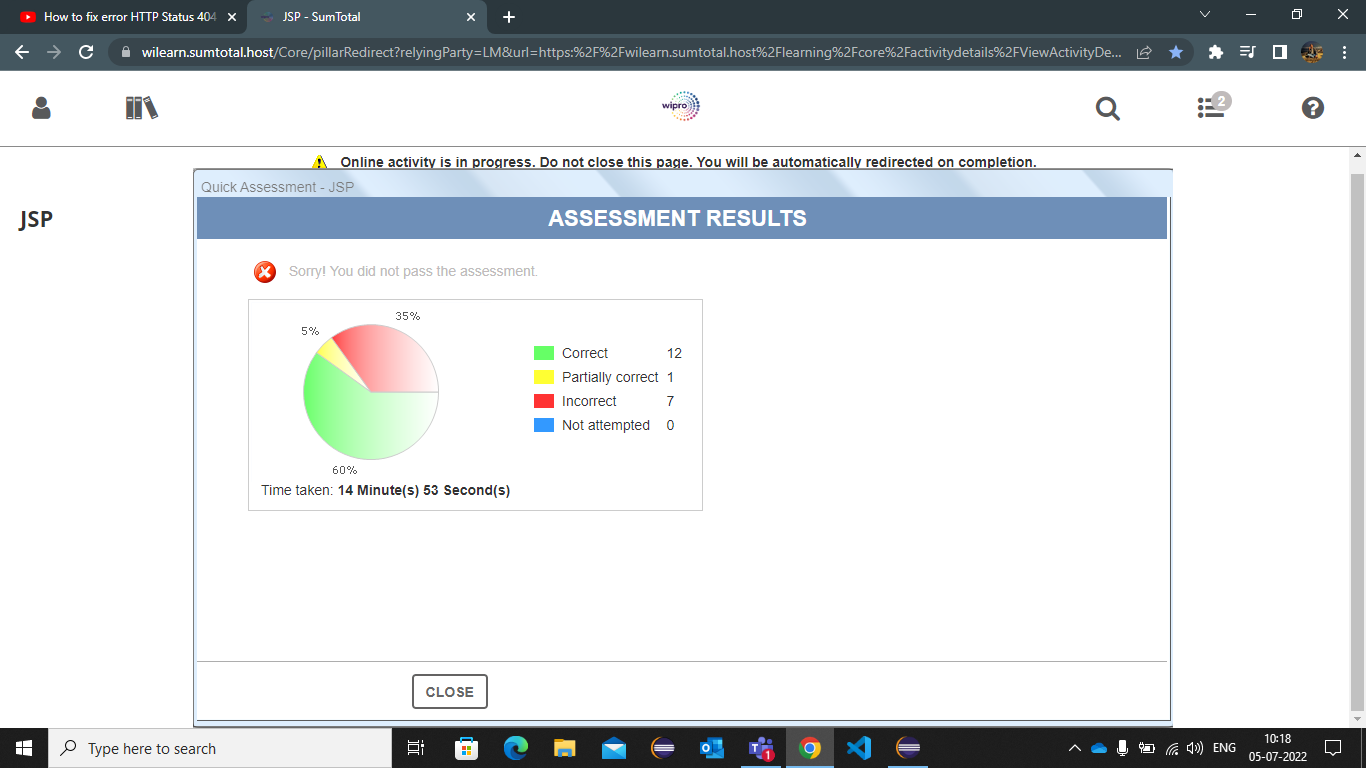 How to fix error HTTP Status 404
JSP - SumTotal
wilearn.sumtotal.host/Core/pillarRedirect?relyingParty=LM&url=https:%2F%2Fwilearn.sumtotal.host%2Flearning%2Fcore%2Factivitydetails%2FViewActivityDe...
wipro
2
Online activity is in progress. Do not close this page. You will be automatically redirected on completion.
Quick Assessment - JSP
JSP
ASSESSMENT RESULTS
Sorry! You did not pass the assessment.
35%
5%
60%
Correct 12
Partially correct 1
Incorrect 7
Not attempted 0
Time taken: 14 Minute(s) 53 Second(s)
CLOSE
Type here to search
1
ENG
10:18
05-07-2022